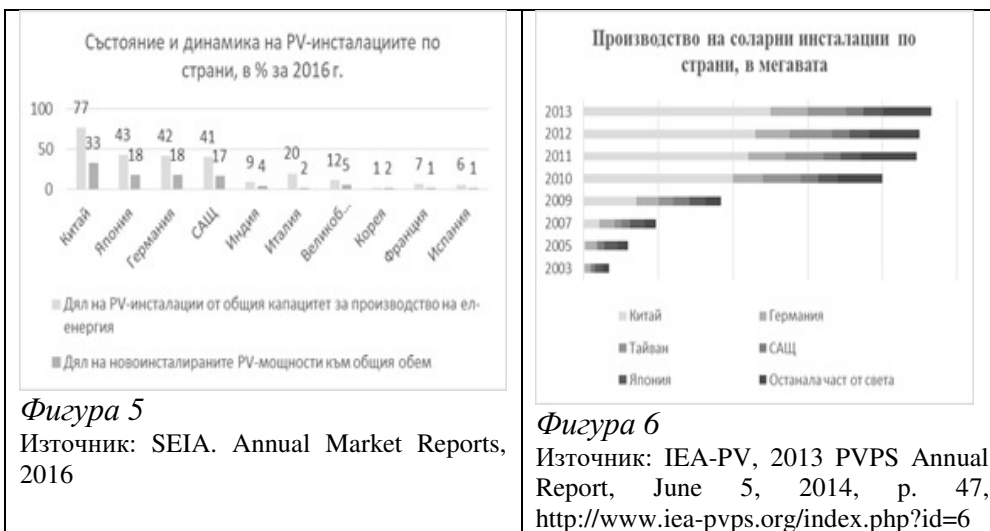 Състояние и динамика на PV-инсталациите по
страни, в % за 2016 г.
100
50
0
77
33
43
18
42
18
41
17
9 4
20
2
12 5
1 2
7
1
6 1
Китай
Япония
Германия
САЩ
Индия
Италия
Великоб...
Корея
Франция
Испания
Дял на PV-инсталации от общия капацитет за производство на ел-
енергия
Дял на новоинсталираните PV-мощности към общия обем
Фигура 5
Източник: SEIA. Annual Market Reports,
2016
Производство на соларни инсталации по
страни, в мегавата
2013
2012
2011
2010
2009
2007
2005
2003
Китай
Германия
Тайван
САЩ
Япония
Останала част от света
Фигура 6
Източник: IEA-PV, 2013 PVPS Annual
Report, June 5, 2014, p. 47,
http://www.iea-pvps.org/index.php?id=6